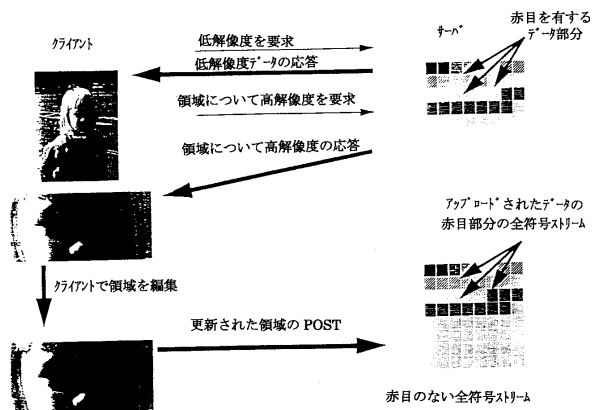 クライアント
低解像度を要求
低解像度データの応答
領域について高解像度を要求
領域について高解像度の応答
サーバ
赤目を有する
データ部分
アップロードされたデータの
赤目部分の全符号ストリーム
クライアントで領域を編集
更新された領域の POST
赤目のない全符号ストリーム